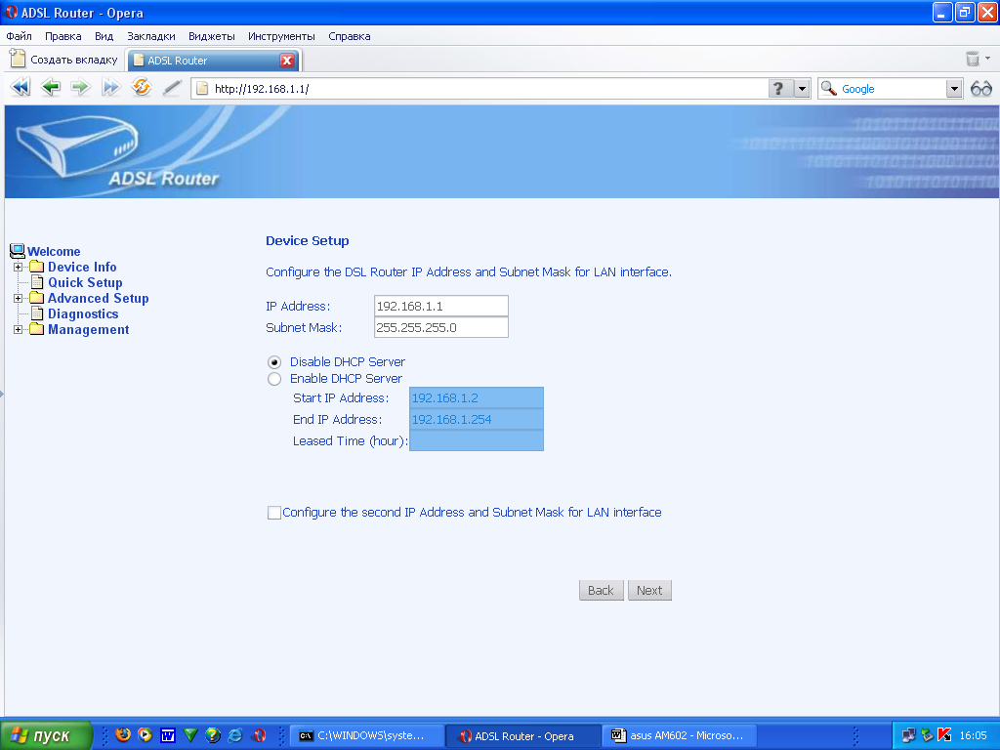 ADSL Router - Opera
Файл Правка Вид Закладки Виджеты Инструменты Справка
Создать вкладку ADSL Router
http://192.168.1.1/ ? Google
ADSL Router
Welcome
Device Info
Quick Setup
Advanced Setup
Diagnostics
Management
Device Setup
Configure the DSL Router IP Address and Subnet Mask for LAN interface.
IP Address: 192.168.1.1
Subnet Mask: 255.255.255.0
Disable DHCP Server
Enable DHCP Server
Start IP Address: 192.168.1.2
End IP Address: 192.168.1.254
Leased Time (hour):
Configure the second IP Address and Subnet Mask for LAN interface
Back Next
пуск C:\WINDOWS\syste... ADSL Router - Opera asus AM602 - Microso... 16:05